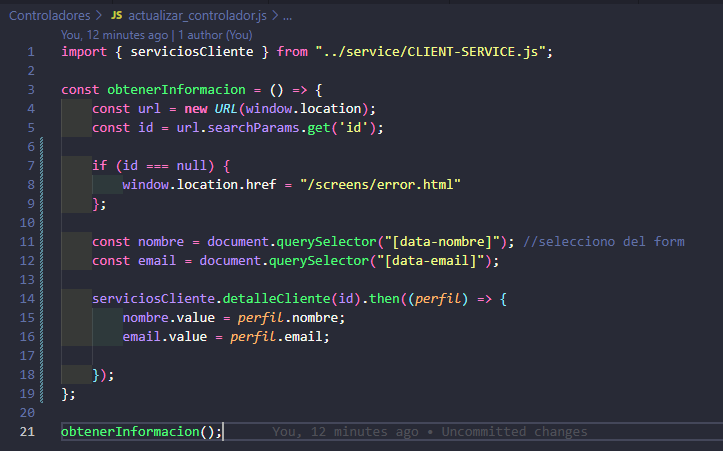 Controladores > JS actualizar_controlador.js > ...
You, 12 minutes ago | 1 author (You)
1 import { serviciosCliente } from "../service/CLIENT-SERVICE.js";
2
3 const obtenerInformacion = () => {
4 const url = new URL(window.location);
5 const id = url.searchParams.get('id');
6
7 if (id === null) {
8 window.location.href = "/screens/error.html"
9 };
10
11 const nombre = document.querySelector("[data-nombre]"); //selecciono del form
12 const email = document.querySelector("[data-email]");
13
14 serviciosCliente.detalleCliente(id).then((perfil) => {
15 nombre.value = perfil.nombre;
16 email.value = perfil.email;
17
18 });
19 };
20
21 obtenerInformacion(); You, 12 minutes ago • Uncommitted changes